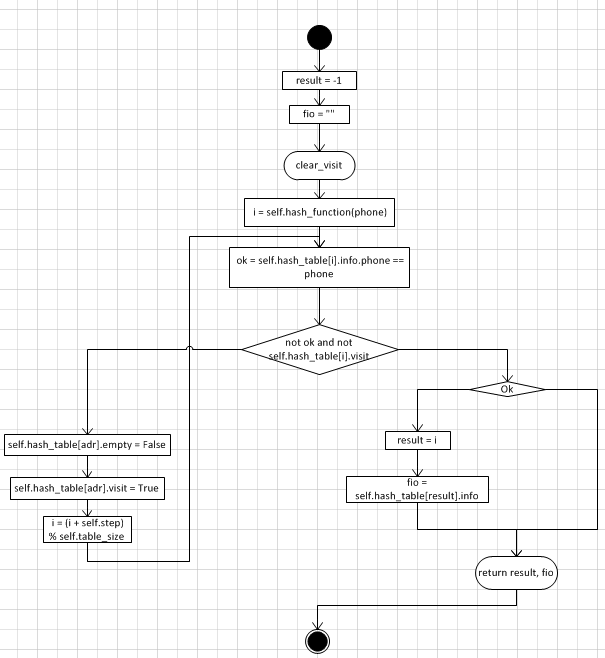 result = -1
fio = ""
clear_visit
i = self.hash_function(phone)
ok = self.hash_table[i].info.phone ==
phone
not ok and not
self.hash_table[i].visit
Ok
self.hash_table[adr].empty = False
self.hash_table[adr].visit = True
i = (i + self.step)
% self.table_size
result = i
fio =
self.hash_table[result].info
return result, fio